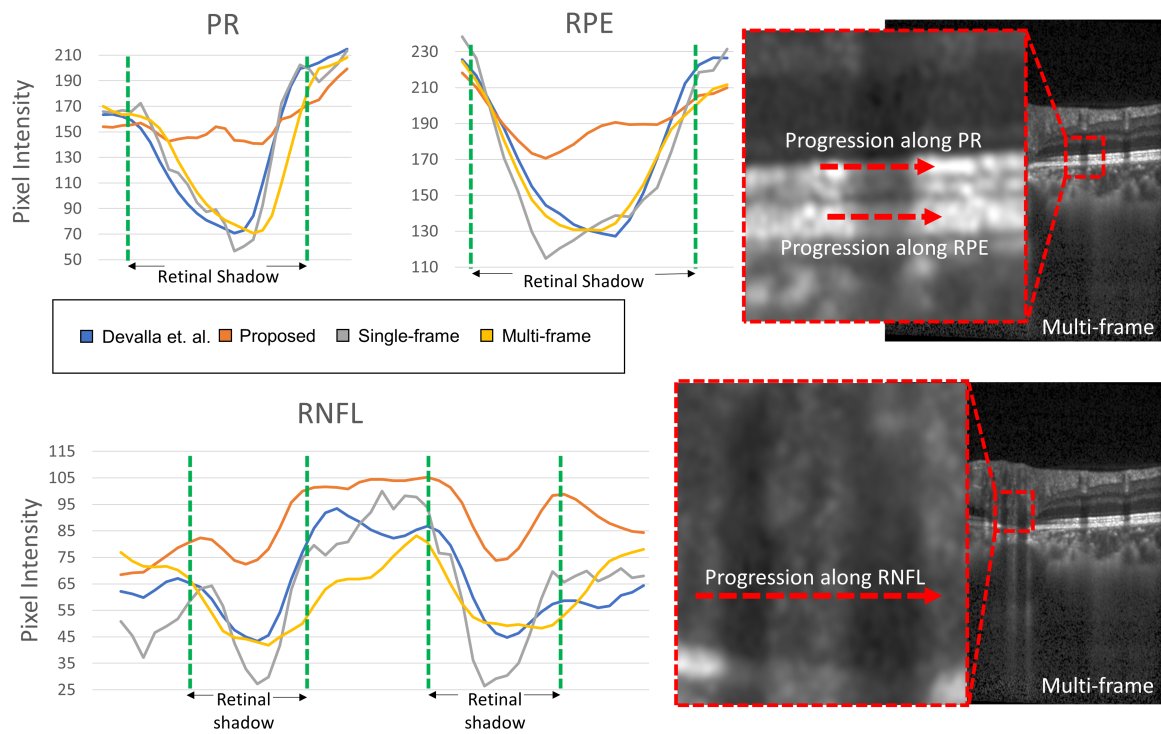 PR
Pixel Intensity
210
190
170
150
130
110
90
70
50
Retinal Shadow
RPE
230
210
190
170
150
130
110
Retinal Shadow
Progression along PR
Progression along RPE
Multi-frame
Devalla et. al.
Proposed
Single-frame
Multi-frame
RNFL
Pixel Intensity
115
105
95
85
75
65
55
45
35
25
Retinal
shadow
Retinal
shadow
Progression along RNFL
Multi-frame